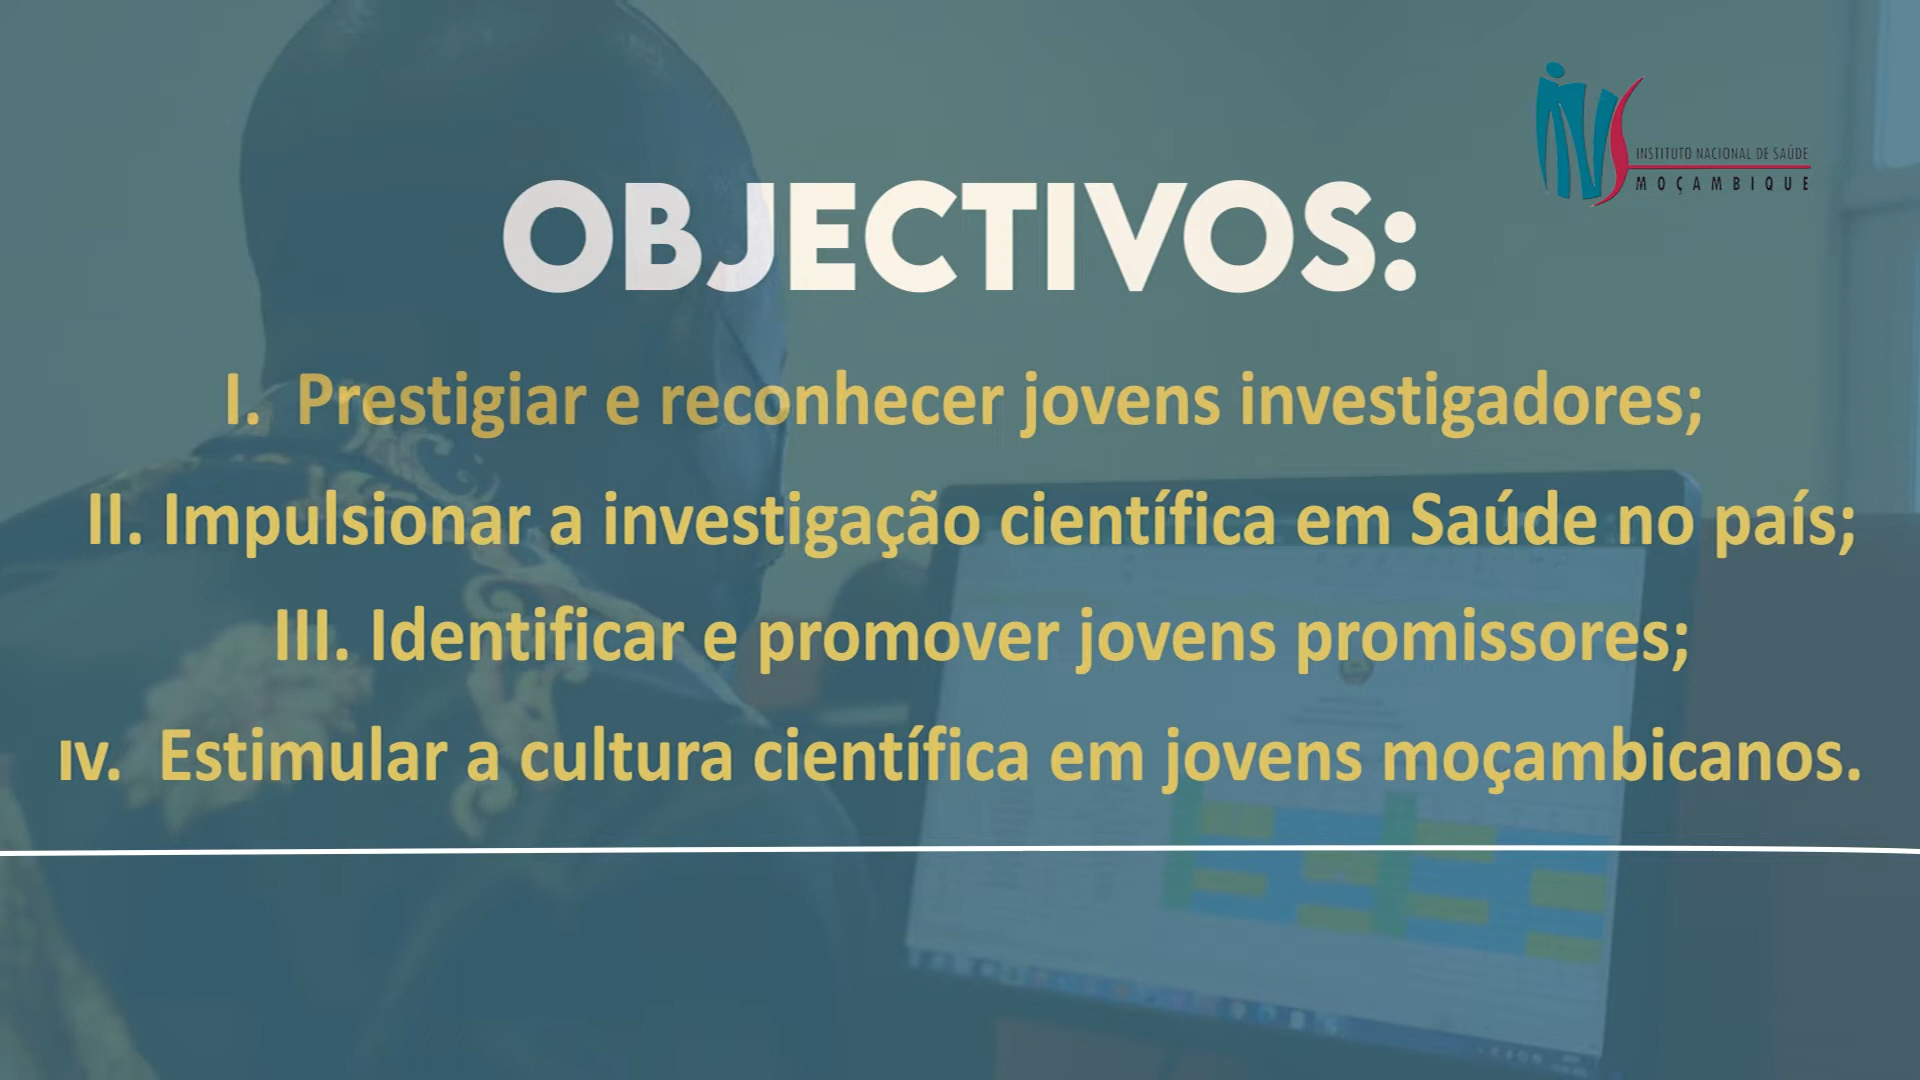 INSTITUTO NACIONAL DE SAÚDE
MOÇAMBIQUE
OBJECTIVOS:
I. Prestigiar e reconhecer jovens investigadores;
II. Impulsionar a investigação científica em Saúde no país;
III. Identificar e promover jovens promissores;
IV. Estimular a cultura científica em jovens moçambicanos.